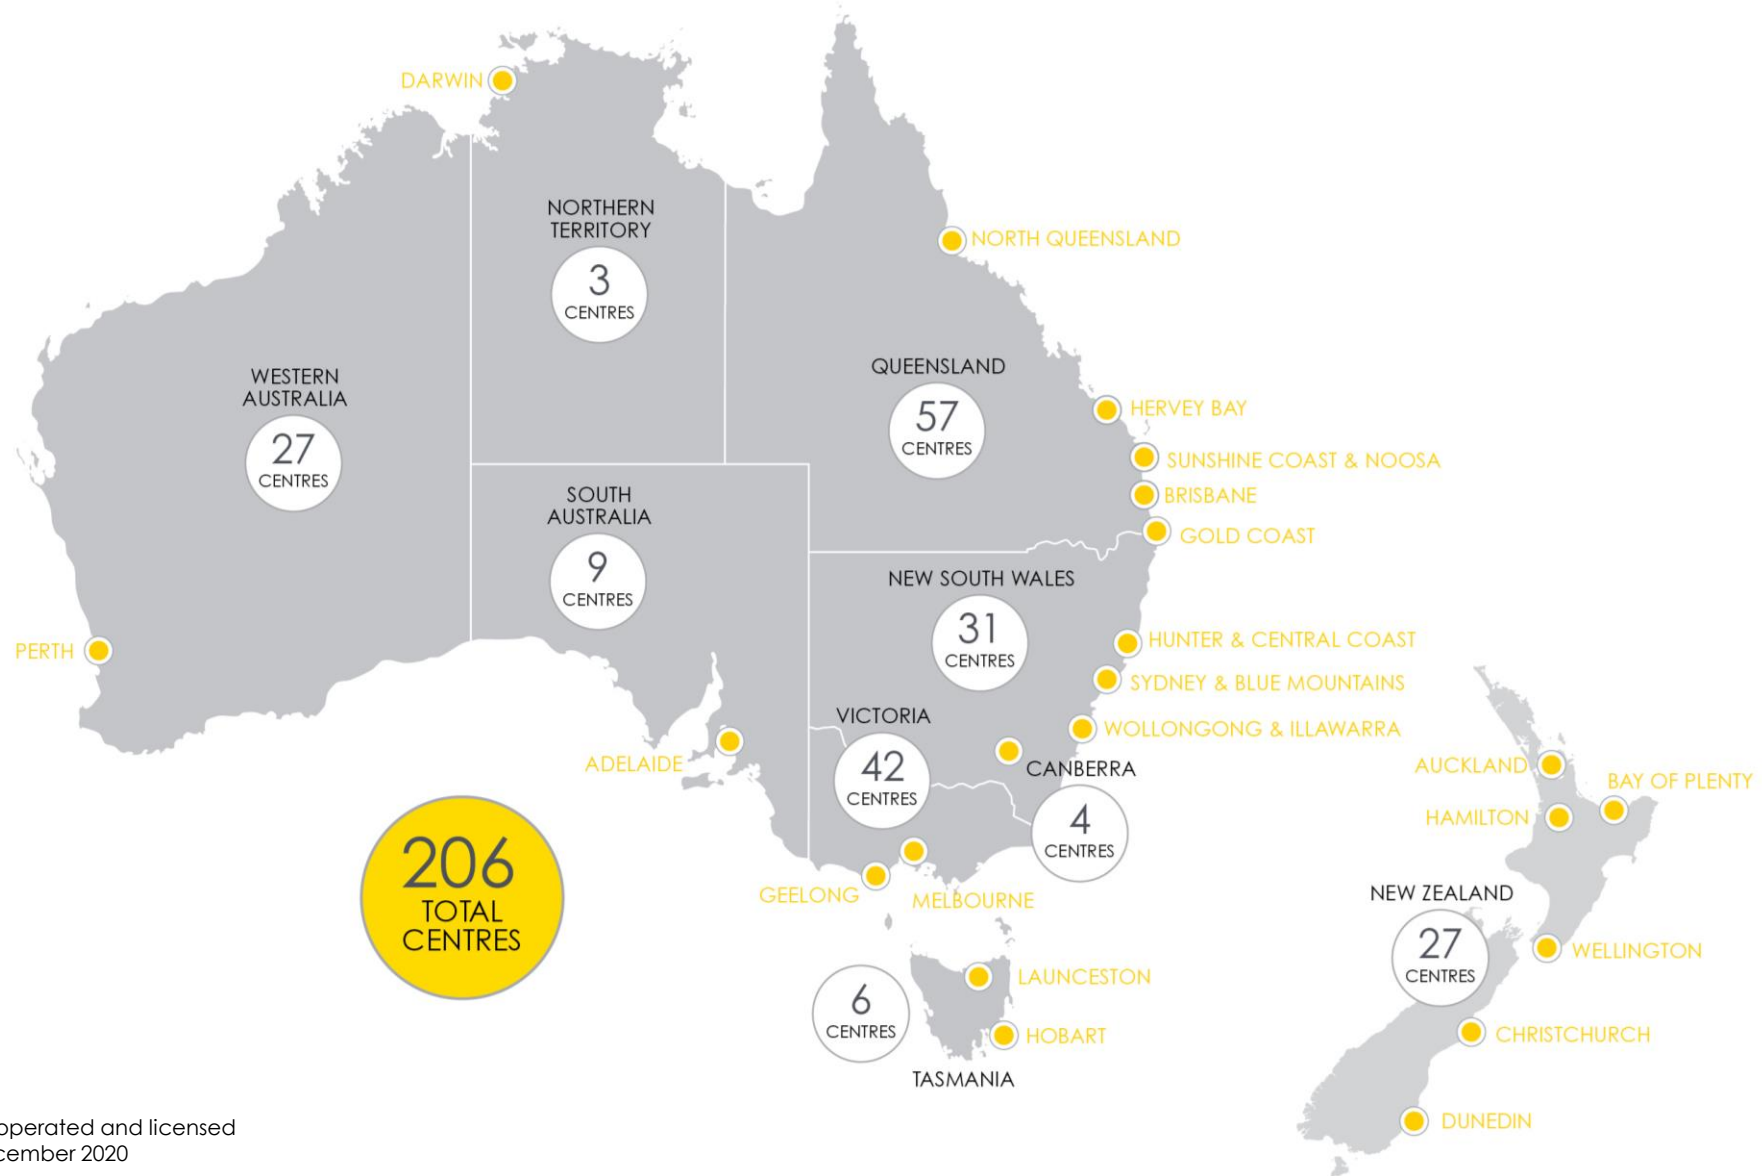 DARWIN
NORTHERN
TERRITORY
3
CENTRES
NORTH QUEENSLAND
WESTERN
AUSTRALIA
27
CENTRES
QUEENSLAND
57
CENTRES
HERVEY BAY
SUNSHINE COAST & NOOSA
BRISBANE
GOLD COAST
SOUTH
AUSTRALIA
9
CENTRES
NEW SOUTH WALES
31
CENTRES
HUNTER & CENTRAL COAST
SYDNEY & BLUE MOUNTAINS
WOLLONGONG & ILLAWARRA
PERTH
ADELAIDE
VICTORIA
42
CENTRES
CANBERRA
4
CENTRES
GEELONG
MELBOURNE
206
TOTAL
CENTRES
AUCKLAND
BAY OF PLENTY
HAMILTON
NEW ZEALAND
27
CENTRES
WELLINGTON
CHRISTCHURCH
DUNEDIN
LAUNCESTON
6
CENTRES
HOBART
TASMANIA
operated and licensed
cember 2020